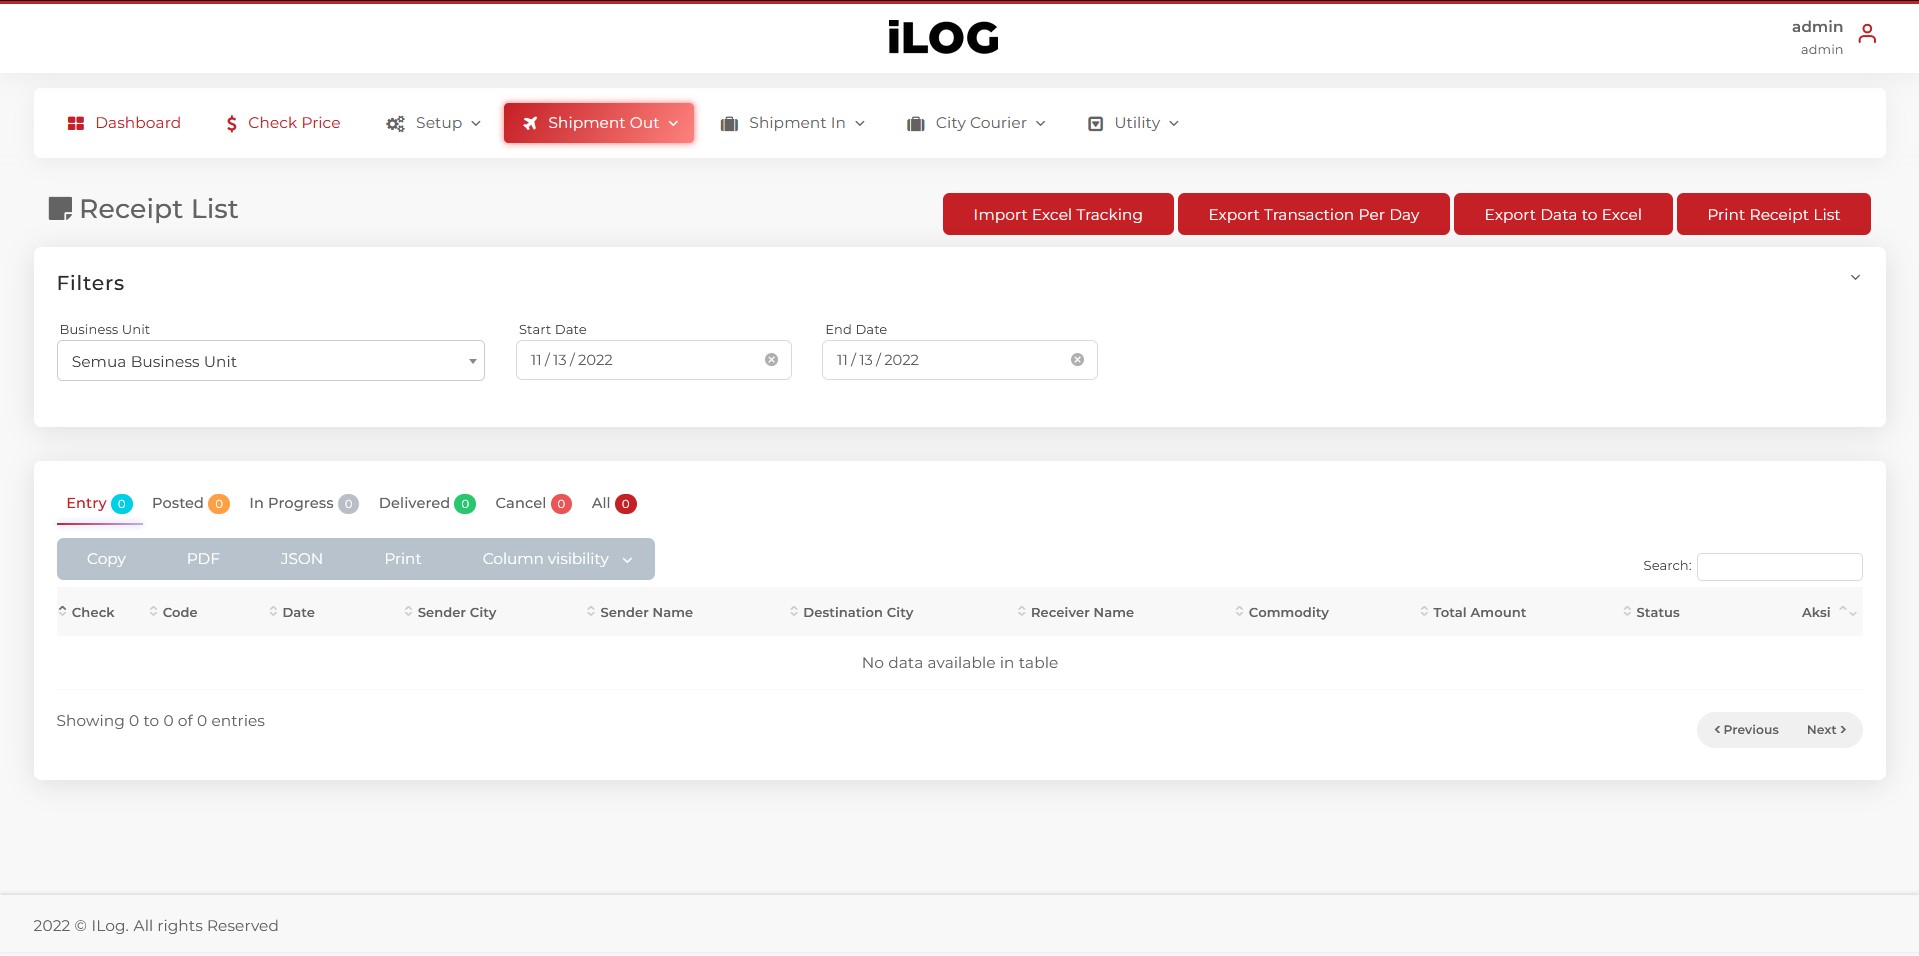 iLOG
admin
admin
Dashboard Check Price Setup Shipment Out Shipment In City Courier Utility
Receipt List
Import Excel Tracking Export Transaction Per Day Export Data to Excel Print Receipt List
Filters
Business Unit Start Date End Date
Semua Business Unit 11 / 13 / 2022 11 / 13 / 2022
Entry 0 Posted 0 In Progress 0 Delivered 0 Cancel 0 All 0
Copy PDF JSON Print Column visibility
Search:
Check Code Date Sender City Sender Name Destination City Receiver Name Commodity Total Amount Status Aksi
No data available in table
Showing 0 to 0 of 0 entries
Previous Next
2022 © ILog. All rights Reserved